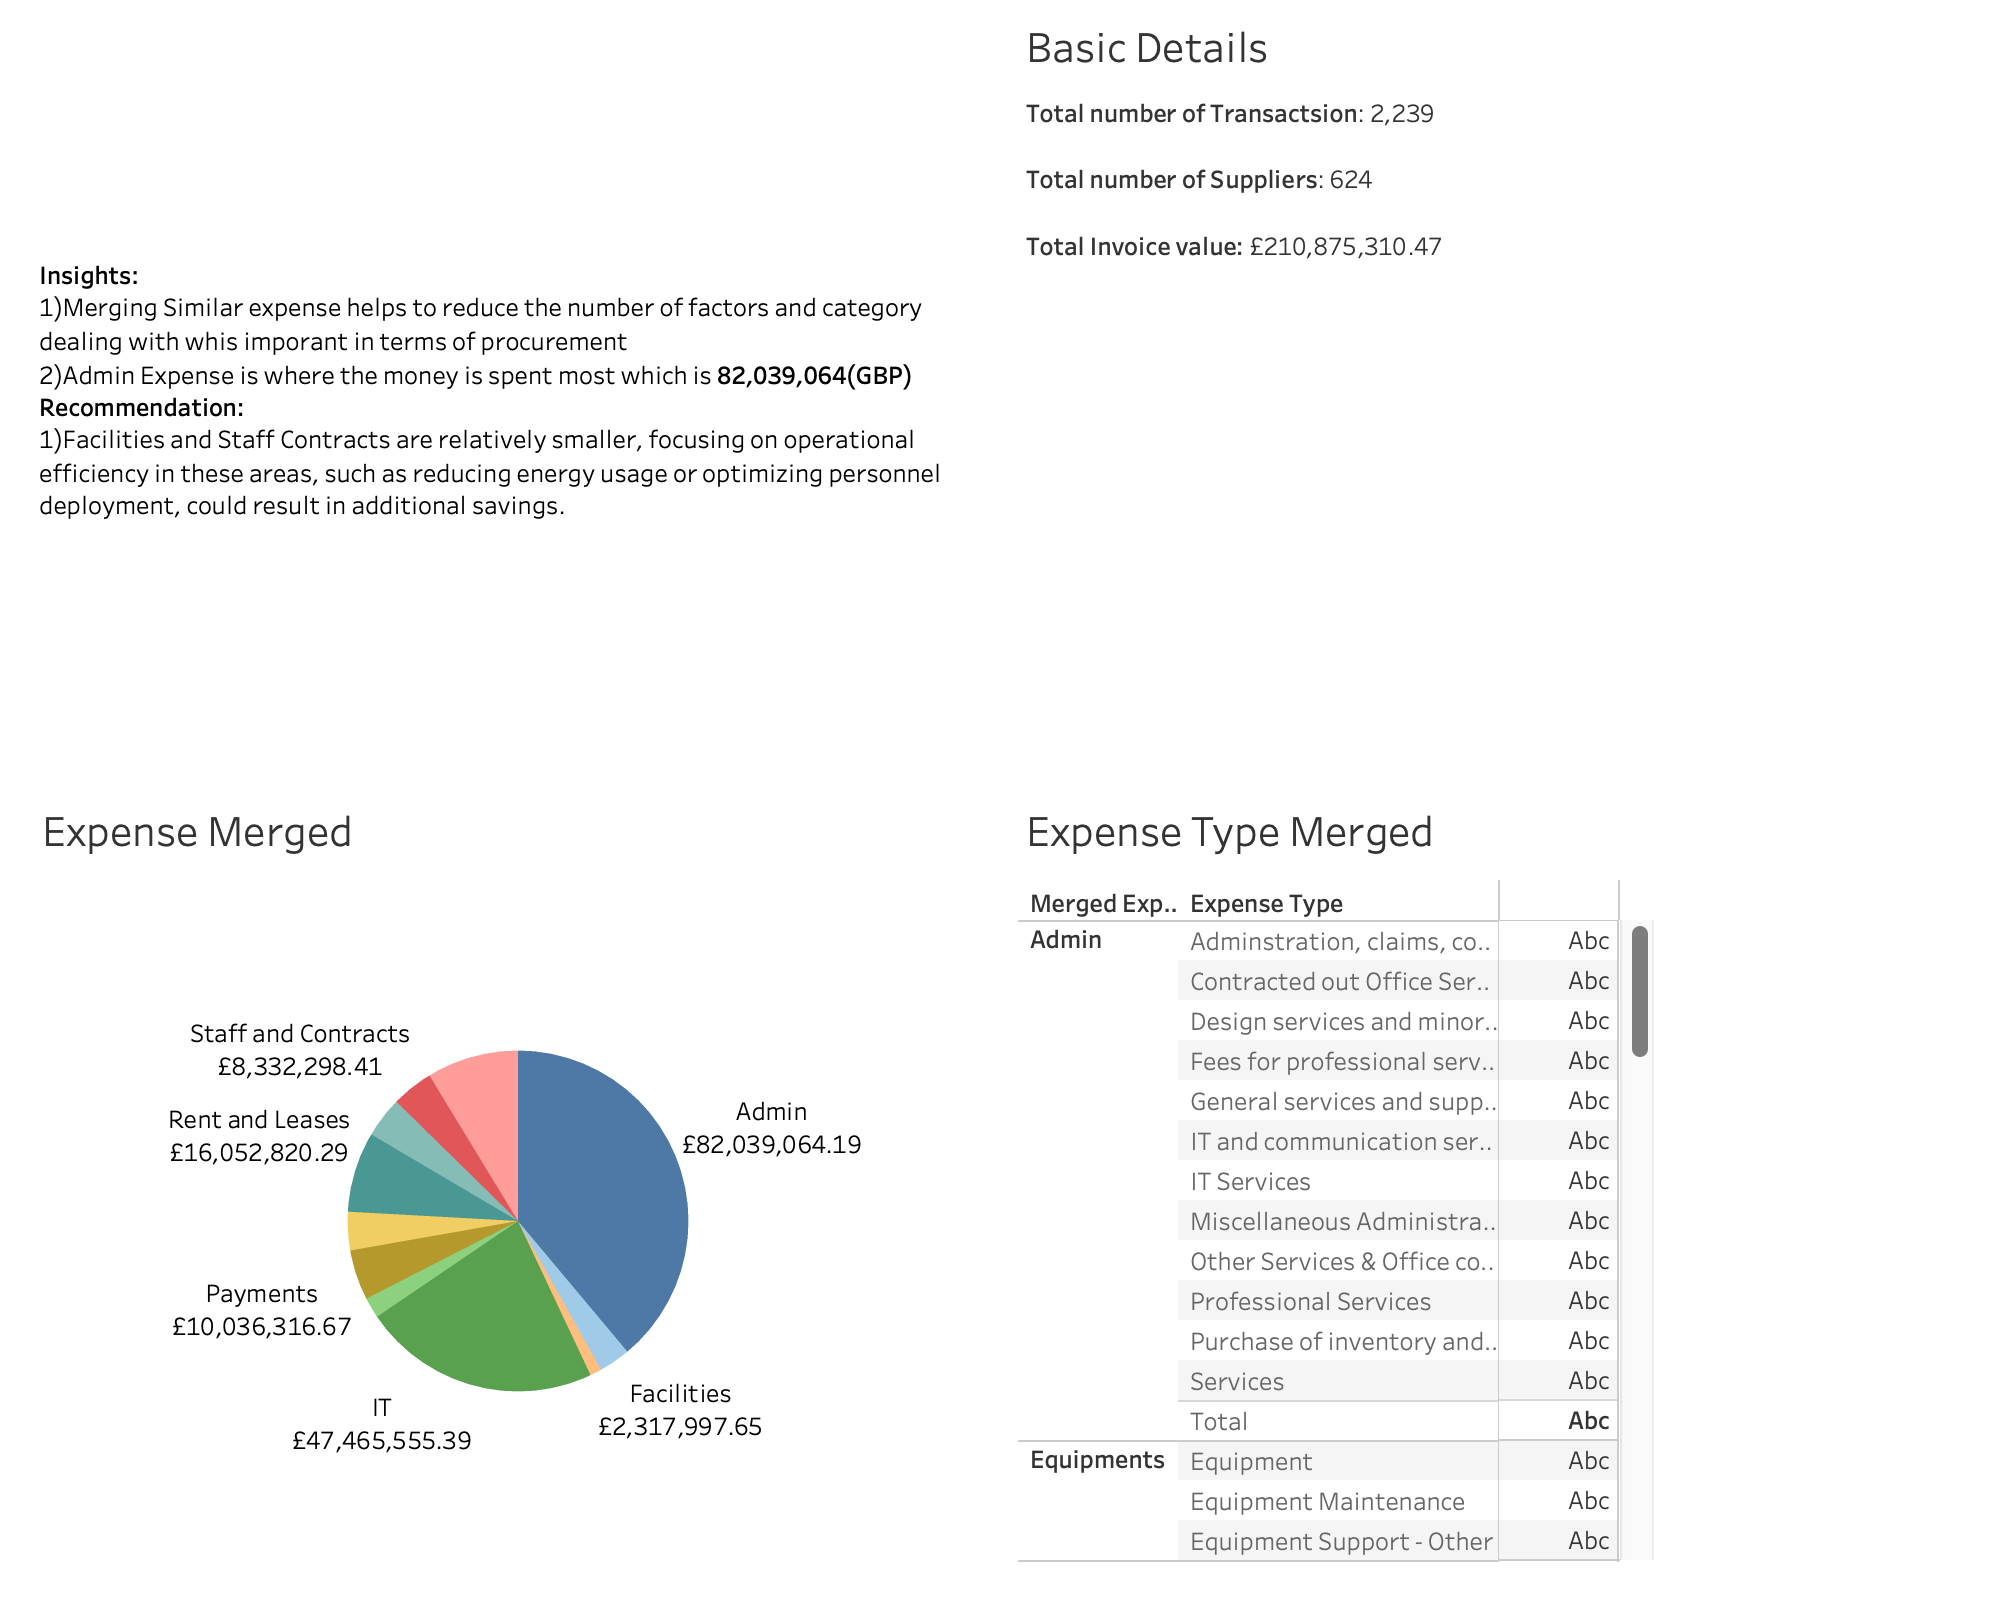 Basic Details
Total number of Transactsion: 2,239
Total number of Suppliers: 624
Total Invoice value: £210,875,310.47
Insights:
1)Merging Similar expense helps to reduce the number of factors and category
dealing with whis imporant in terms of procurement
2)Admin Expense is where the money is spent most which is 82,039,064(GBP)
Recommendation:
1)Facilities and Staff Contracts are relatively smaller, focusing on operational
efficiency in these areas, such as reducing energy usage or optimizing personnel
deployment, could result in additional savings.
Expense Merged
Staff and Contracts
£8,332,298.41
Rent and Leases
£16,052,820.29
Admin
£82,039,064.19
Payments
£10,036,316.67
IT
£47,465,555.39
Facilities
£2,317,997.65
Expense Type Merged
Merged Exp.. Expense Type
Admin Adminstration, claims, co.. Abc
Contracted out Office Ser.. Abc
Design services and minor.. Abc
Fees for professional serv.. Abc
General services and supp.. Abc
IT and communication ser.. Abc
IT Services Abc
Miscellaneous Administra.. Abc
Other Services & Office co.. Abc
Professional Services Abc
Purchase of inventory and.. Abc
Services Abc
Total Abc
Equipments Equipment Abc
Equipment Maintenance Abc
Equipment Support - Other Abc